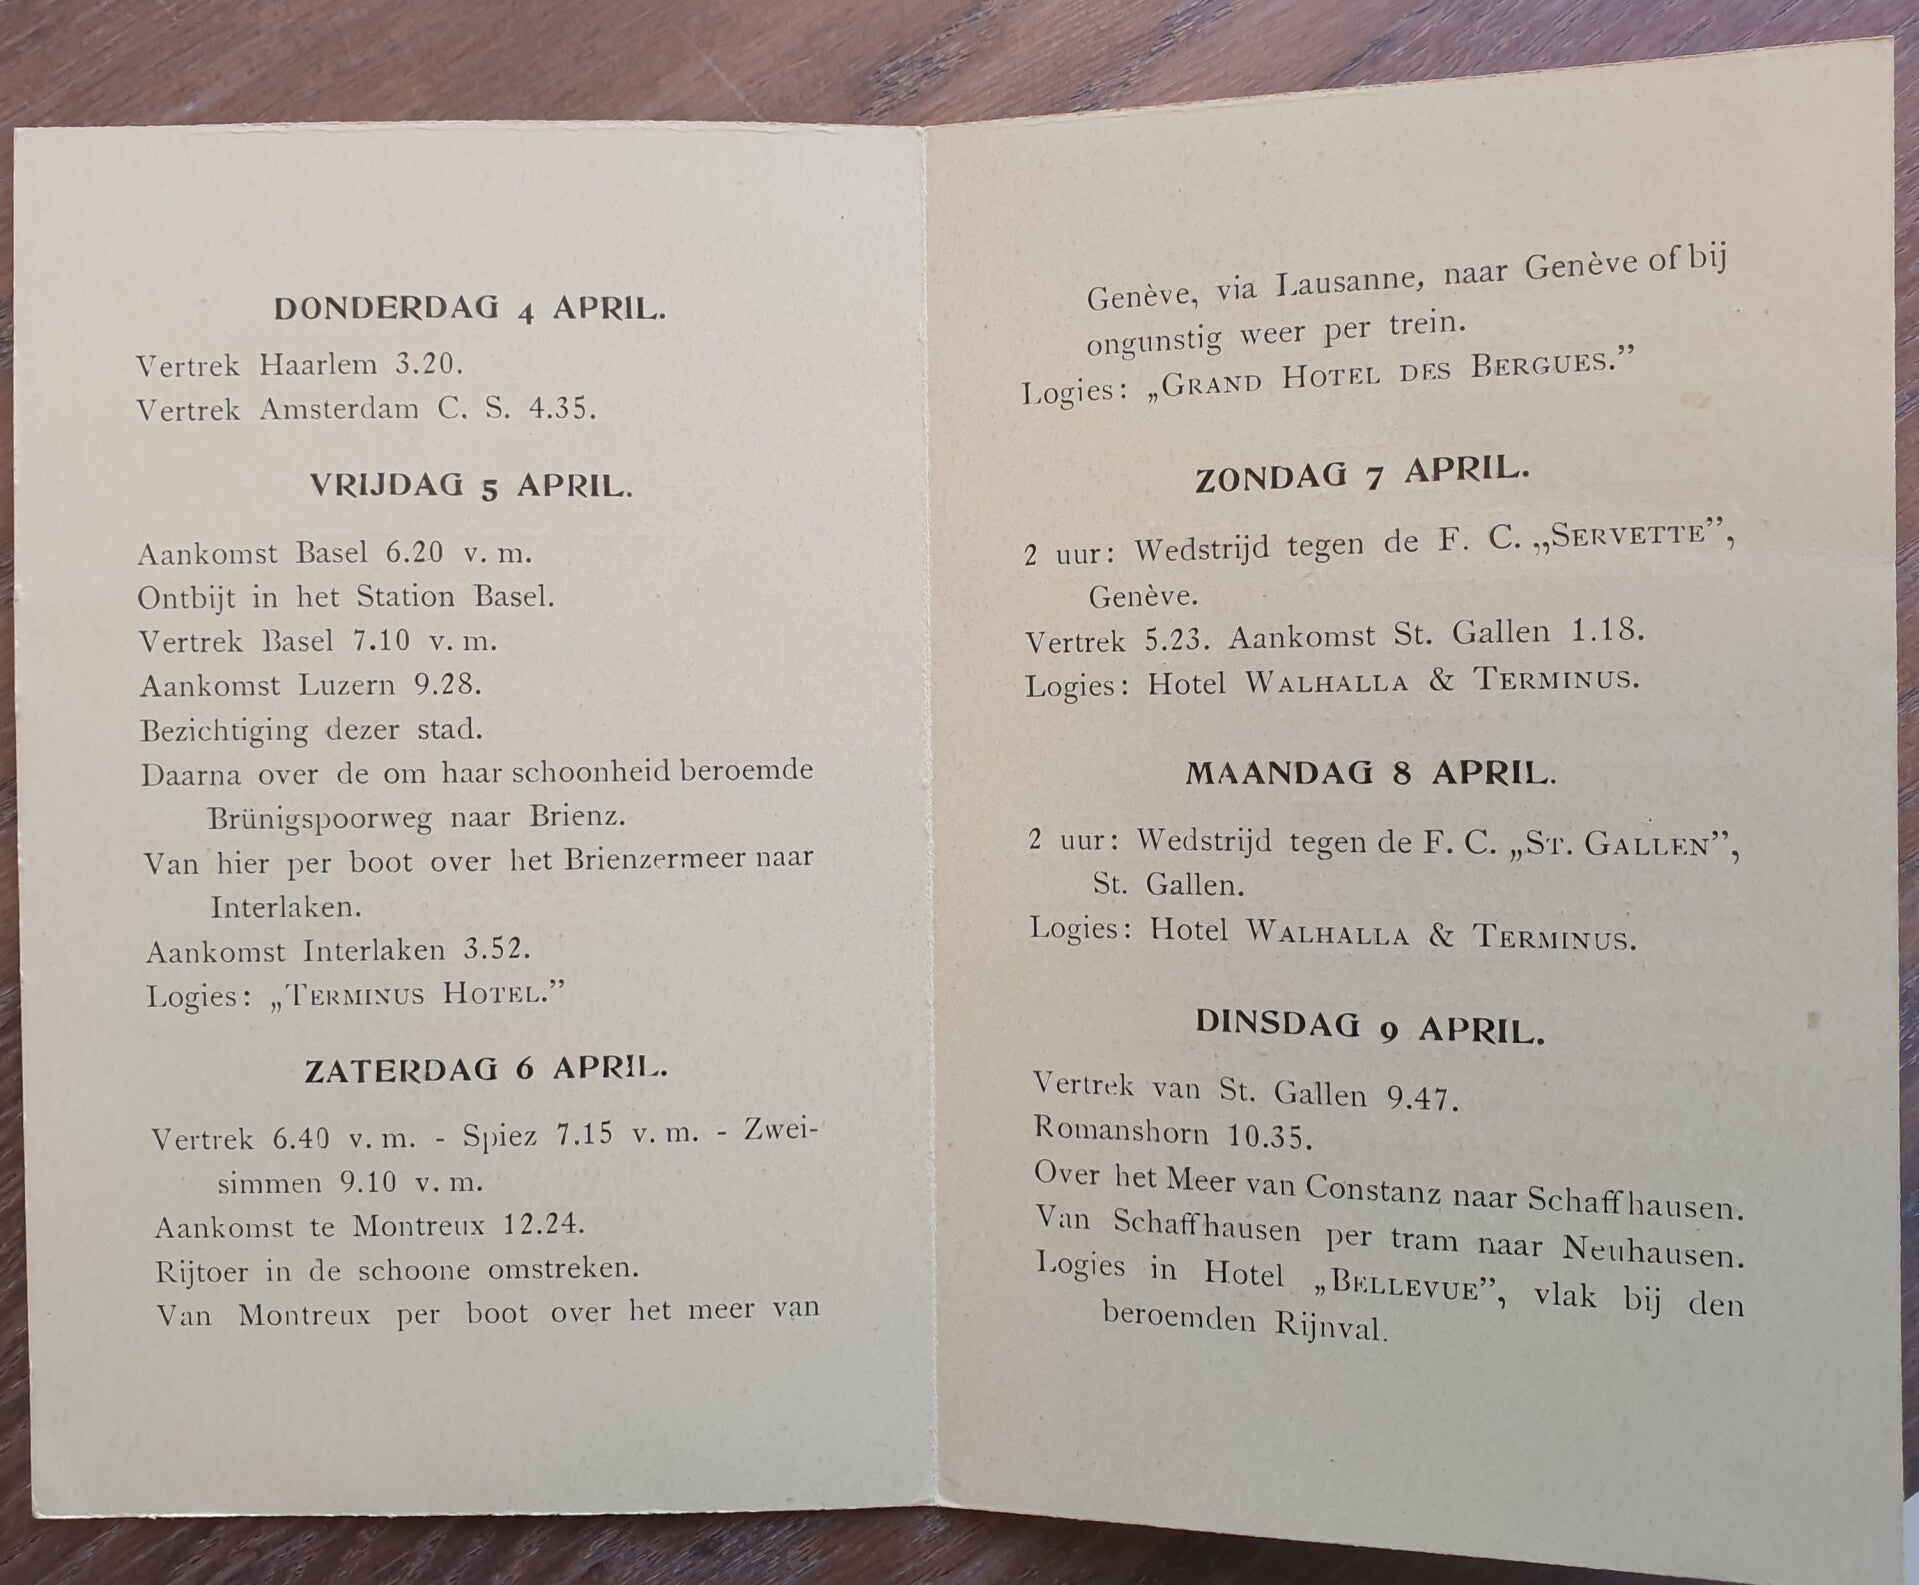 DONDERDAG 4 APRIL.
Vertrek Haarlem 3.20.
Vertrek Amsterdam C. S. 4.35.
VRIJDAG 5 APRIL.
Aankomst Basel 6.20 v. m.
Ontbijt in het Station Basel.
Vertrek Basel 7.10 v. m.
Aankomst Luzern 9.28.
Bezichtiging dezer stad.
Daarna over de om haar schoonheid beroemde
Brünigspoorweg naar Brienz.
Van hier per boot over het Brienzermeer naar
Interlaken.
Aankomst Interlaken 3.52.
Logies: „TERMINUS HOTEL.”
ZATERDAG 6 APRIL.
Vertrek 6.40 v. m. - Spiez 7.15 v. m. - Zwei-
simmen 9.10 v. m.
Aankomst te Montreux 12.24.
Rijtoer in de schoone omstreken.
Van Montreux per boot over het meer van
Genève, via Lausanne, naar Genève of bij
ongunstig weer per trein.
Logies: „GRAND HOTEL DES BERGUES.”
ZONDAG 7 APRIL.
2 uur: Wedstrijd tegen de F. C. „SERVETTE”,
Genève.
Vertrek 5.23. Aankomst St. Gallen 1.18.
Logies: Hotel WALHALLA & TERMINUS.
MAANDAG 8 APRIL.
2 uur: Wedstrijd tegen de F. C. „ST. GALLEN”,
St. Gallen.
Logies: Hotel WALHALLA & TERMINUS.
DINSDAG 9 APRIL.
Vertrek van St. Gallen 9.47.
Romanshorn 10.35.
Over het Meer van Constanz naar Schaffhausen.
Van Schaffhausen per tram naar Neuhausen.
Logies in Hotel „BELLEVUE”, vlak bij den
beroemden Rijnval.